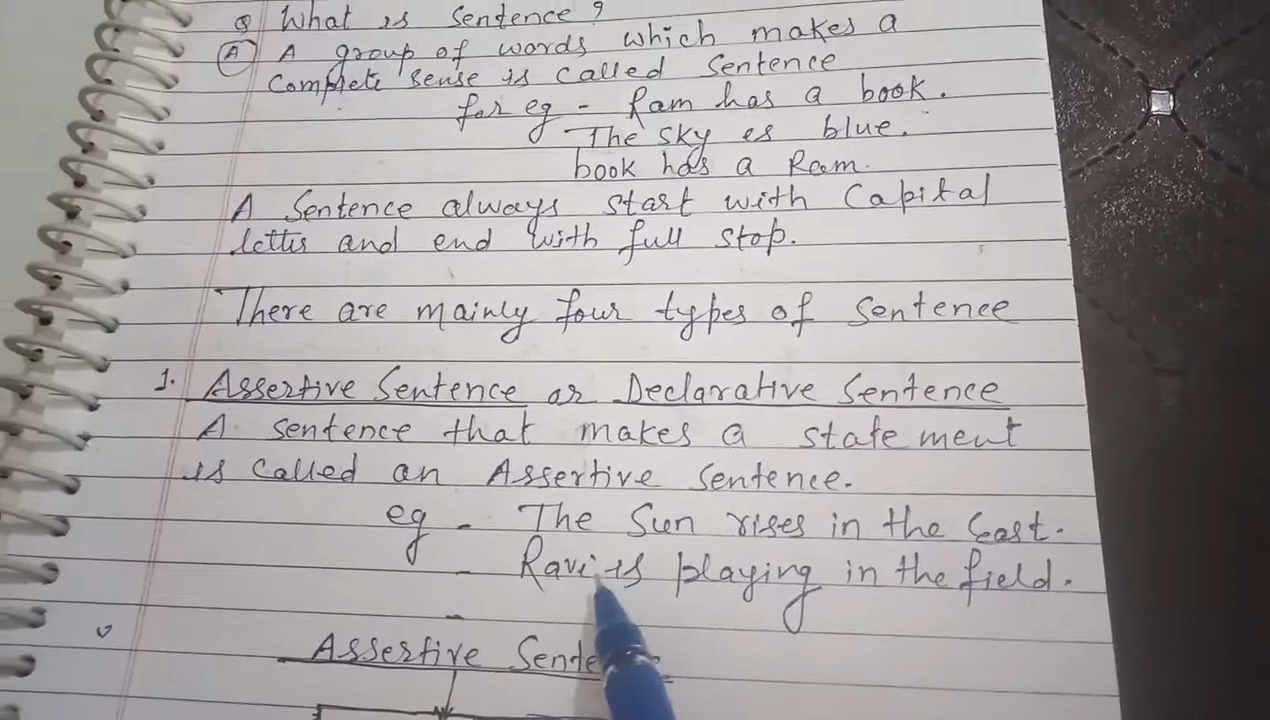 Q What is Sentence?
A A group of words which makes a
Complete sense is called Sentence
for eg - Ram has a book.
The sky is blue.
book has a Ram.
A Sentence always start with Capital
letter and end with full stop.
There are mainly four types of Sentence
1. Assertive Sentence or Declarative Sentence
A sentence that makes a statement
is called an Assertive Sentence.
eg - The Sun rises in the East.
- Ravi is playing in the field.
-
Assertive